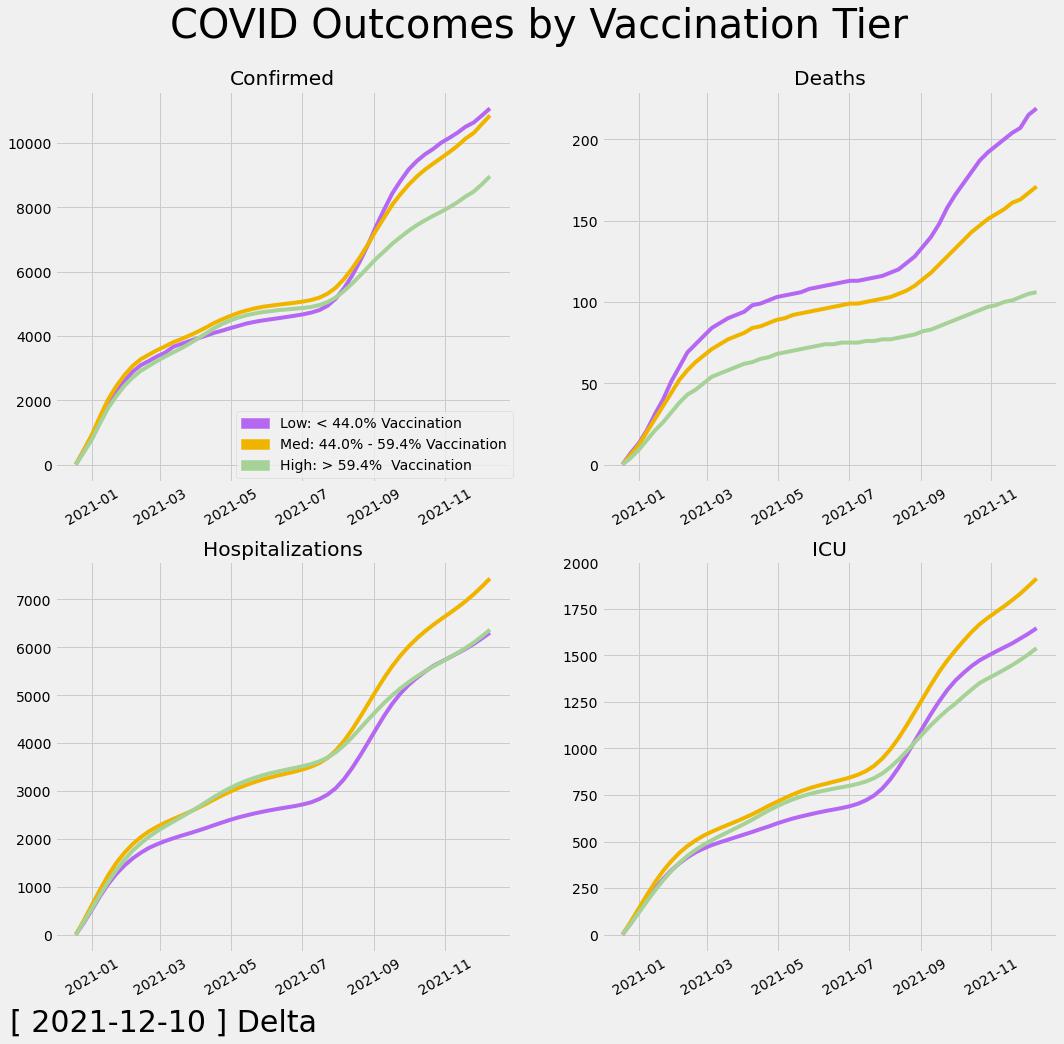 COVID Outcomes by Vaccination Tier
Confirmed
10000
8000
6000
4000
2000
0
Low: < 44.0% Vaccination
Med: 44.0% - 59.4% Vaccination
High: > 59.4%  Vaccination
2021-01 2021-03 2021-05 2021-07 2021-09 2021-11
Deaths
200
150
100
50
0
2021-01 2021-03 2021-05 2021-07 2021-09 2021-11
Hospitalizations
7000
6000
5000
4000
3000
2000
1000
0
2021-01 2021-03 2021-05 2021-07 2021-09 2021-11
ICU
2000
1750
1500
1250
1000
750
500
250
0
2021-01 2021-03 2021-05 2021-07 2021-09 2021-11
[ 2021-12-10 ] Delta